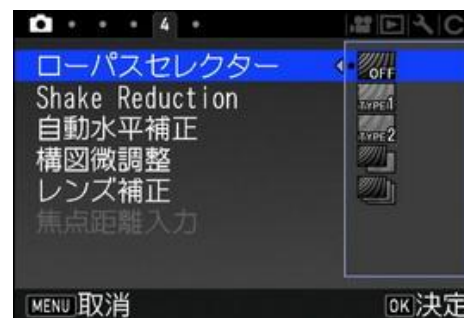 4
C
ローパスセレクター OFF
Shake Reduction TYPE1
自動水平補正 TYPE2
構図微調整
レンズ補正
焦点距離入力
MENU 取消 OK 決定